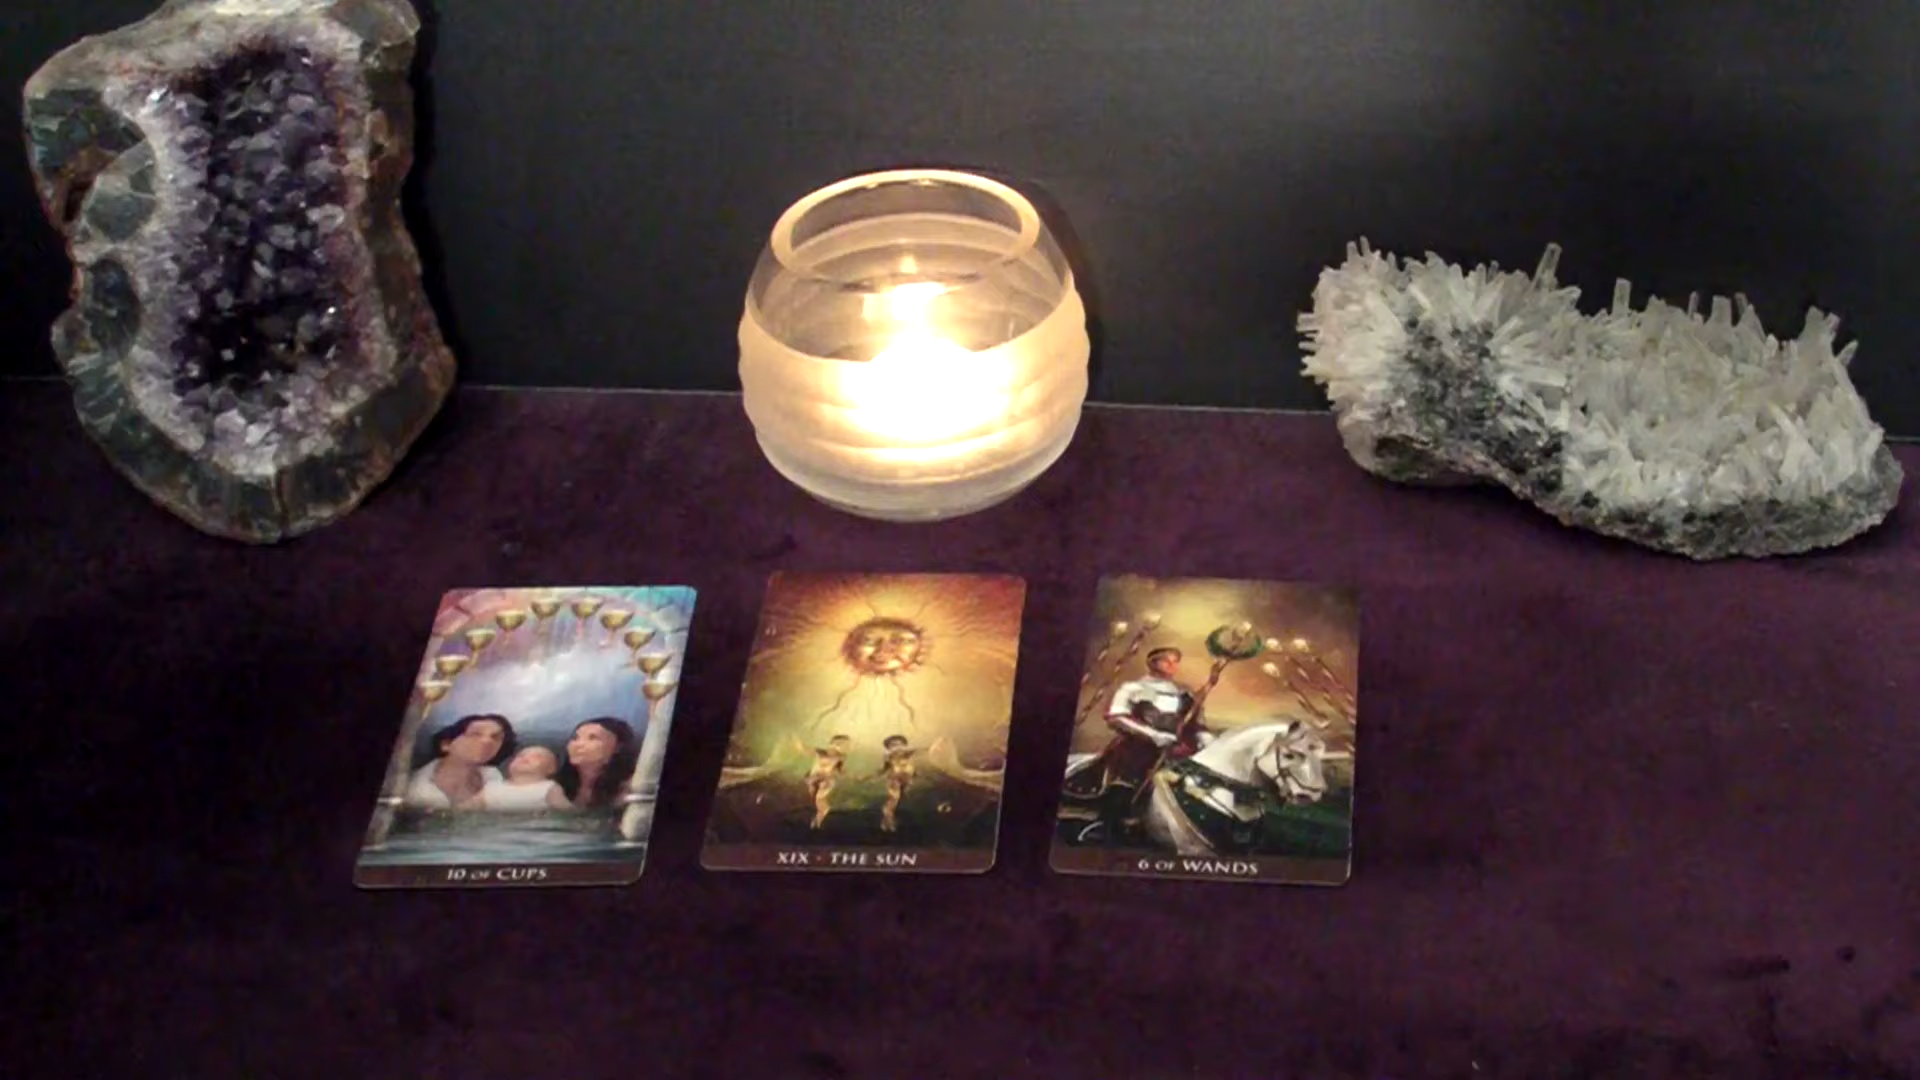 10 OF CUPS
XIX · THE SUN
6 OF WANDS